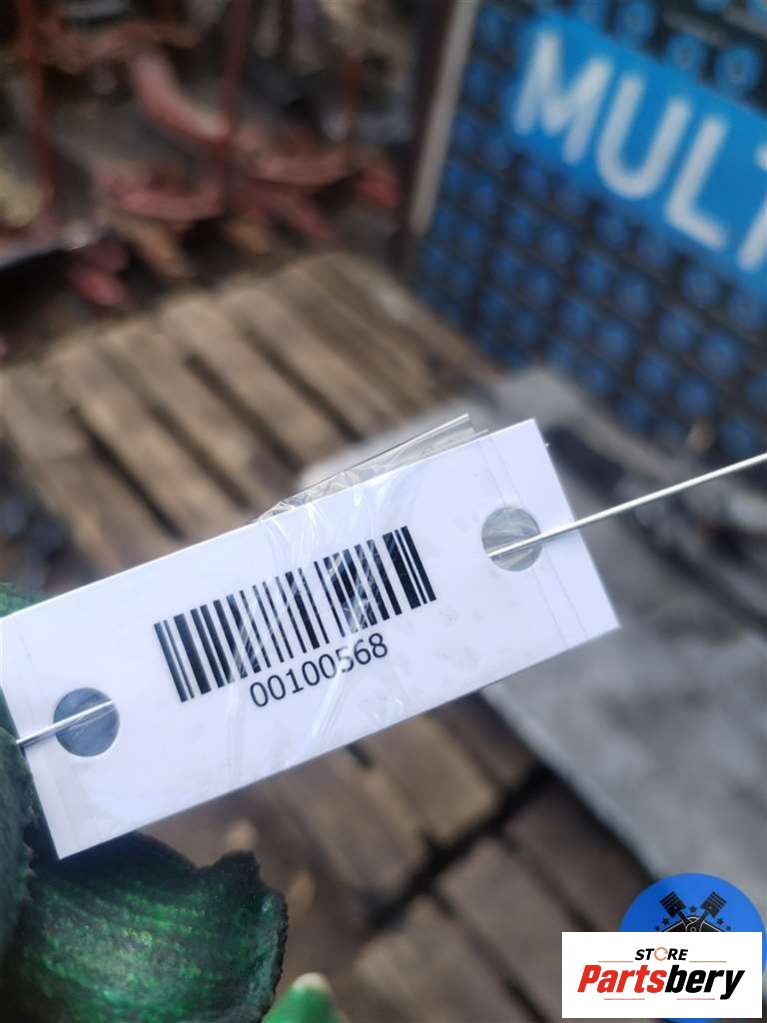 MULT
00100568
STORE
Partsbery